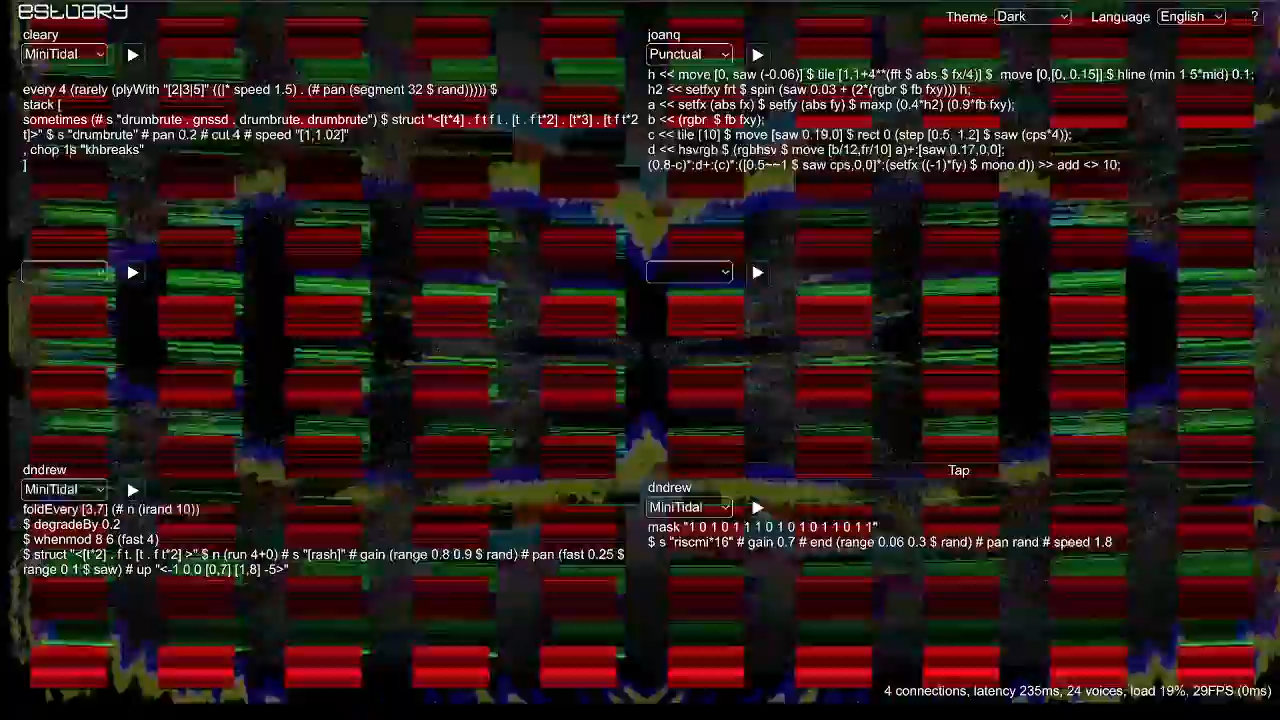 estuary
Theme Dark Language English ?
cleary
MiniTidal
every 4 (rarely (plyWith "[2|3|5]" ((|* speed 1.5) . (# pan (segment 32 $ rand))))) $
stack [
sometimes (# s "drumbrute . gnssd . drumbrute. drumbrute") $ struct "<[t*4] . f t f t . [t . f t*2] . [t*3] . [t f t*2
t]>" $ s "drumbrute" # pan 0.2 # cut 4 # speed "[1,1.02]"
, chop 1 $ s "khbreaks"
]
joanq
Punctual
h << move [0, saw (-0.06)] $ tile [1,1+4**(fft $ abs $ fx/4)] $ move [0,[0, 0.15]] $ hline (min 1 5*mid) 0.1;
h2 << setfxy frt $ spin (saw 0.03 + (2*(rgbr $ fb fxy))) h;
a << setfx (abs fx) $ setfy (abs fy) $ maxp (0.4*h2) (0.9*fb fxy);
b << (rgbr $ fb fxy);
c << tile [10] $ move [saw 0.19,0] $ rect 0 (step [0.5, 1.2] $ saw (cps*4));
d << hsvrgb $ (rgbhsv $ move [b/12,fr/10] a)+:[saw 0.17,0,0];
(0.8-c)*:d+:(c)*:([0.5~~1 $ saw cps,0,0]*:(setfx ((-1)*fy) $ mono d)) >> add <> 10;
dndrew
MiniTidal
foldEvery [3,7] (# n (irand 10))
$ degradeBy 0.2
$ whenmod 8 6 (fast 4)
$ struct "<[t*2] . f t. [t . f t*2] >" $ n (run 4+0) # s "[rash]" # gain (range 0.8 0.9 $ rand) # pan (fast 0.25 $
range 0 1 $ saw) # up "<-1 0 0 [0,7] [1,8] -5>"
Tap
dndrew
MiniTidal
mask "1 0 1 0 1 1 1 0 1 0 1 0 1 1 0 1 1"
$ s "riscmi*16" # gain 0.7 # end (range 0.06 0.3 $ rand) # pan rand # speed 1.8
4 connections, latency 235ms, 24 voices, load 19%, 29FPS (0ms)